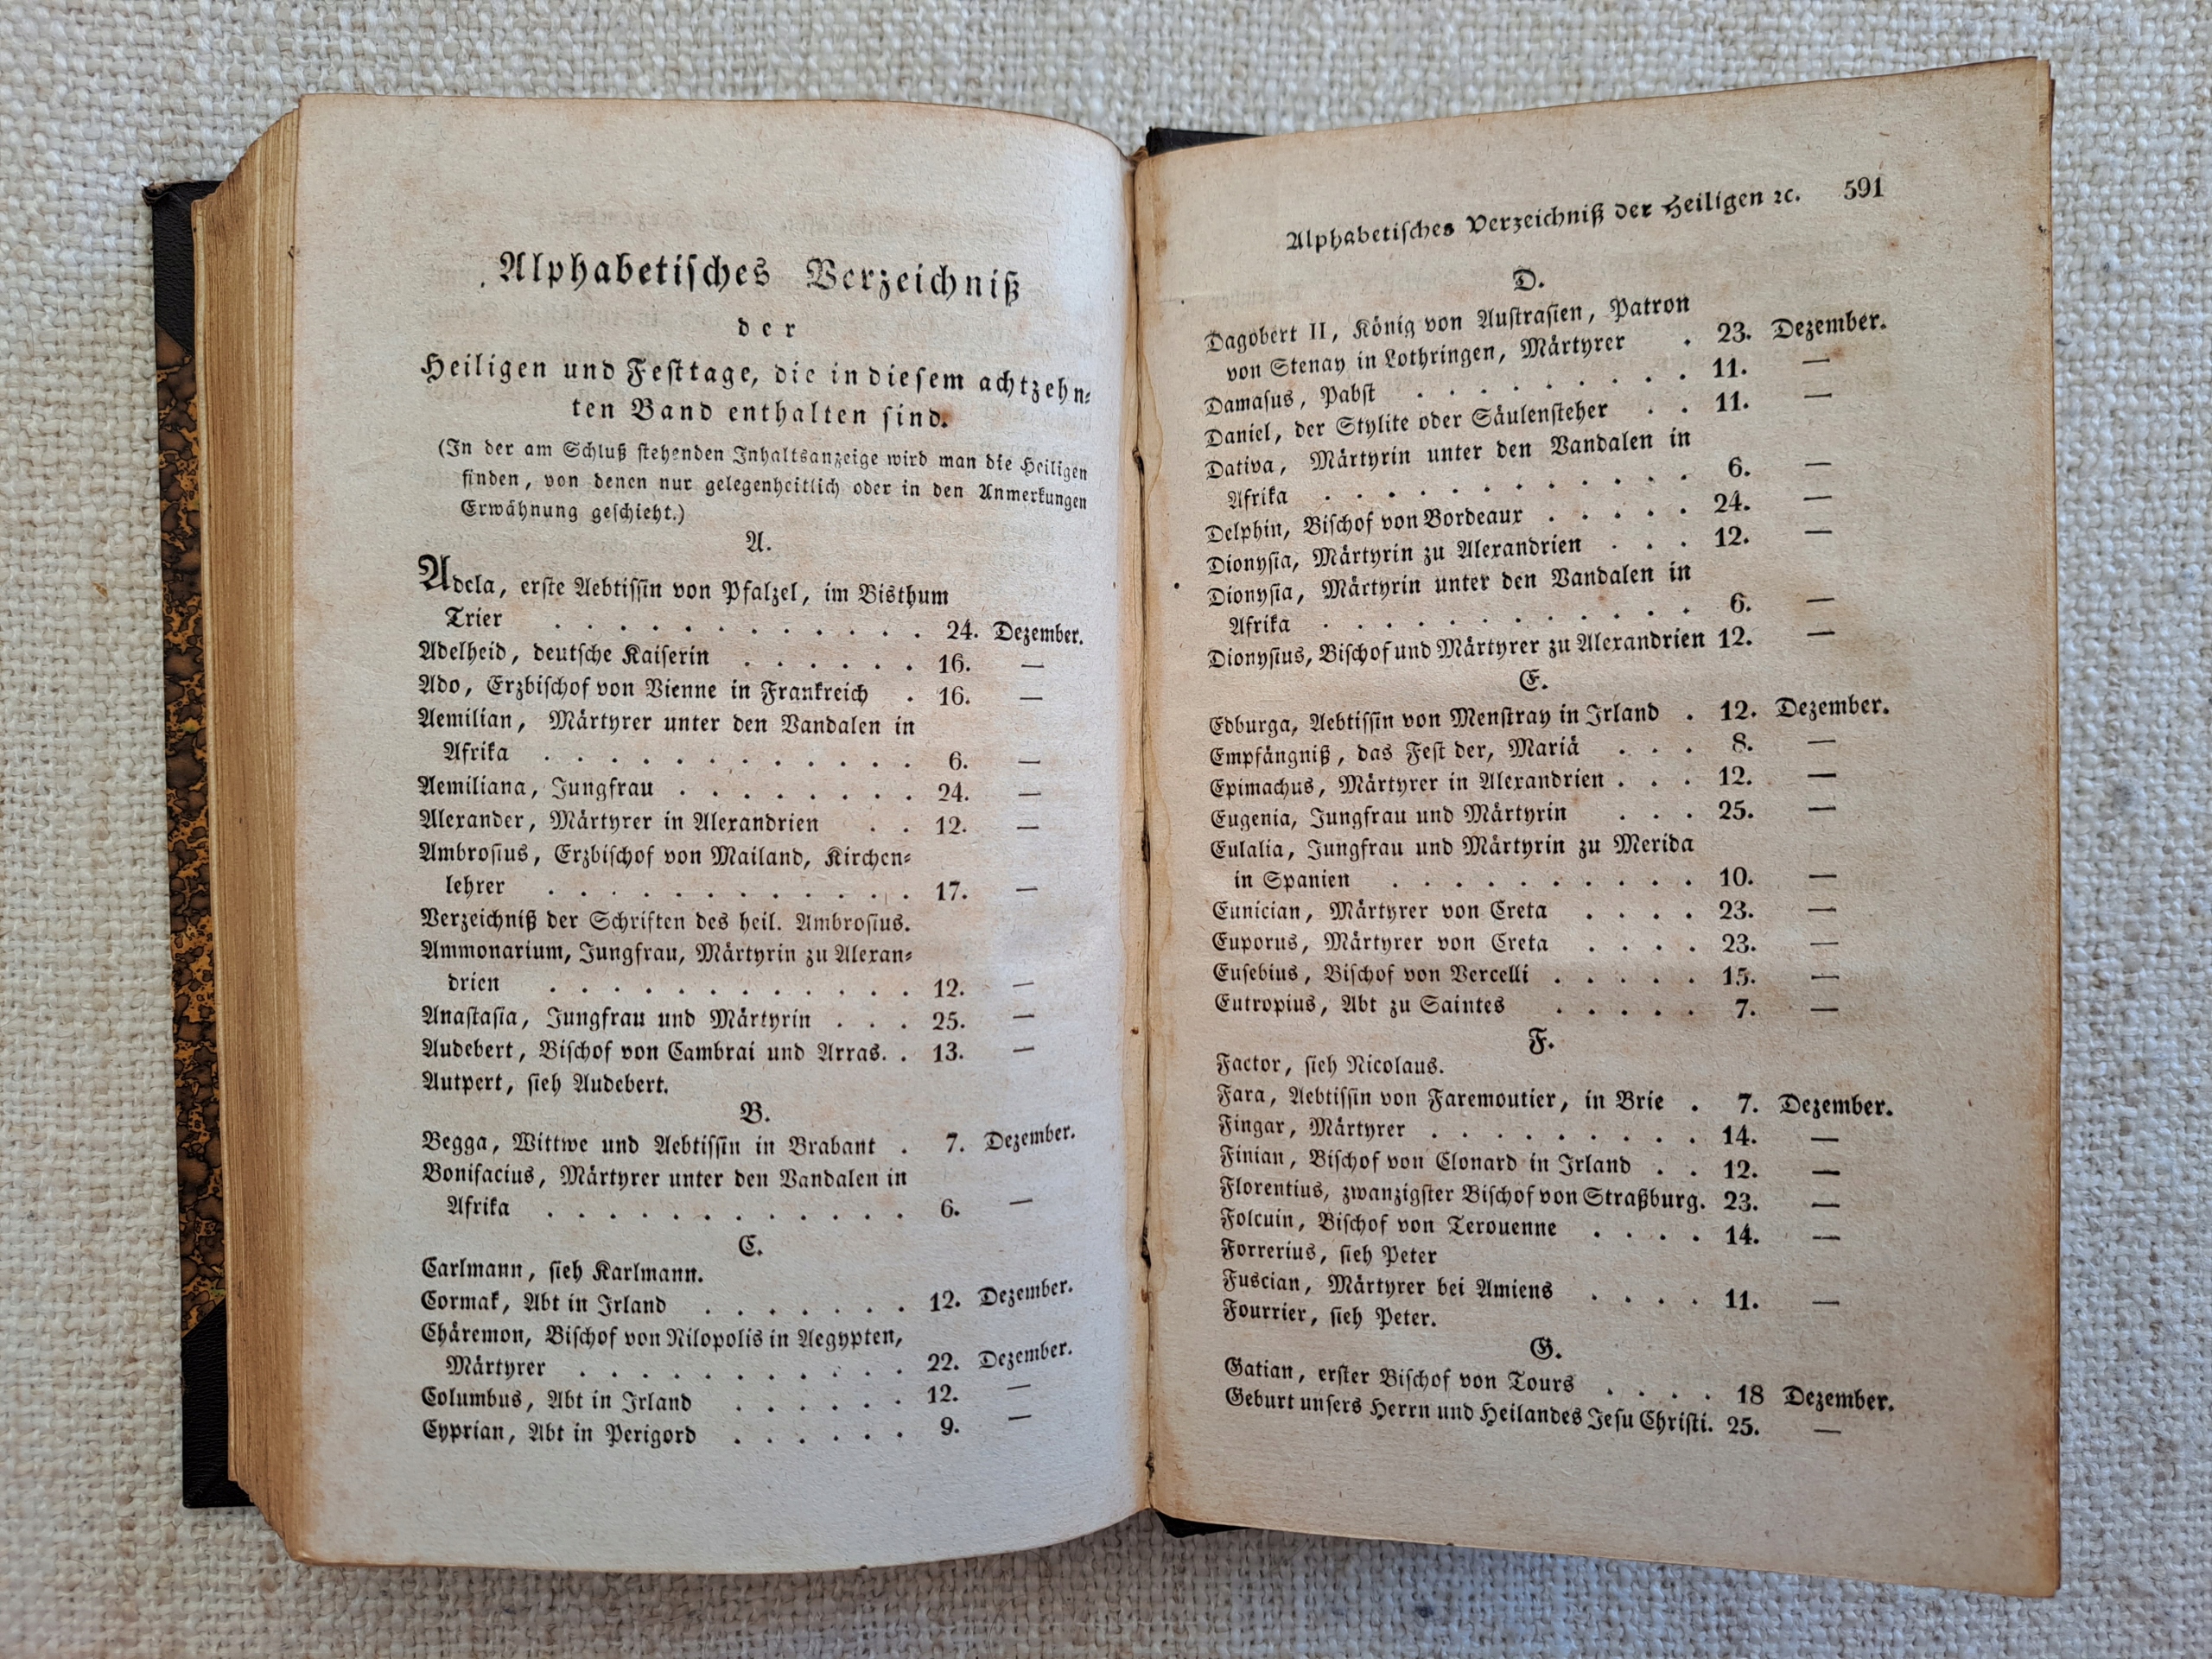 Alphabetisches Verzeichniß
der
Heiligen und Festtage, die in diesem achtzehn-
ten Band enthalten sind.
(In der am Schluß stehenden Inhaltsanzeige wird man die Heiligen
finden, von denen nur gelegenheitlich oder in den Anmerkungen
Erwähnung geschieht.)
A.
Adela, erste Aebtissin von Pfalzel, im Bisthum
Trier . . . . . . . . . . . . 24. Dezember.
Adelheid, deutsche Kaiserin . . . . . . 16. —
Ado, Erzbischof von Vienne in Frankreich . 16. —
Aemilian, Märtyrer unter den Vandalen in
Afrika . . . . . . . . . . . . 6. —
Aemiliana, Jungfrau . . . . . . . . 24. —
Alexander, Märtyrer in Alexandrien . . 12. —
Ambrosius, Erzbischof von Mailand, Kirchen-
lehrer . . . . . . . . . . . . 17. —
Verzeichniß der Schriften des heil. Ambrosius.
Ammonarium, Jungfrau, Märtyrin zu Alexan-
drien . . . . . . . . . . . . 12. —
Anastasia, Jungfrau und Märtyrin . . . 25. —
Audebert, Bischof von Cambrai und Arras. . 13. —
Autpert, sieh Audebert.
B.
Begga, Wittwe und Aebtissin in Brabant . 7. Dezember.
Bonifacius, Märtyrer unter den Vandalen in
Afrika . . . . . . . . . . . . 6. —
C.
Carlmann, sieh Karlmann.
Cormak, Abt in Irland . . . . . . . 12. Dezember.
Chäremon, Bischof von Nilopolis in Aegypten,
Märtyrer . . . . . . . . . . . 22. Dezember.
Columbus, Abt in Irland . . . . . . 12. —
Cyprian, Abt in Perigord . . . . . . 9. —
Alphabetisches Verzeichniß der Heiligen ꝛc. 591
D.
Dagobert II, König von Austrasien, Patron
von Stenay in Lothringen, Märtyrer . 23. Dezember.
Damasus, Pabst . . . . . . . . . 11. —
Daniel, der Stylite oder Säulensteher . . 11. —
Dativa, Märtyrin unter den Vandalen in
Afrika . . . . . . . . . . . . 6. —
Delphin, Bischof von Bordeaux . . . . . 24. —
Dionysia, Märtyrin zu Alexandrien . . . 12. —
Dionysia, Märtyrin unter den Vandalen in
Afrika . . . . . . . . . . . . 6. —
Dionysius, Bischof und Märtyrer zu Alexandrien 12. —
E.
Edburga, Aebtissin von Menstray in Irland . 12. Dezember.
Empfängniß, das Fest der, Mariä . . . 8. —
Epimachus, Märtyrer in Alexandrien . . . 12. —
Eugenia, Jungfrau und Märtyrin . . . 25. —
Eulalia, Jungfrau und Märtyrin zu Merida
in Spanien . . . . . . . . . . 10. —
Eunician, Märtyrer von Creta . . . . 23. —
Euporus, Märtyrer von Creta . . . . 23. —
Eusebius, Bischof von Vercelli . . . . . 15. —
Eutropius, Abt zu Saintes . . . . . 7. —
F.
Factor, sieh Nicolaus.
Fara, Aebtissin von Faremoutier, in Brie . 7. Dezember.
Fingar, Märtyrer . . . . . . . . . 14. —
Finian, Bischof von Clonard in Irland . . 12. —
Florentius, zwanzigster Bischof von Straßburg. 23. —
Folcuin, Bischof von Terouenne . . . . 14. —
Forrerius, sieh Peter
Fuscian, Märtyrer bei Amiens . . . . 11. —
Fourrier, sieh Peter.
G.
Gatian, erster Bischof von Tours . . . . 18 Dezember.
Geburt unsers Herrn und Heilandes Jesu Christi. 25. —